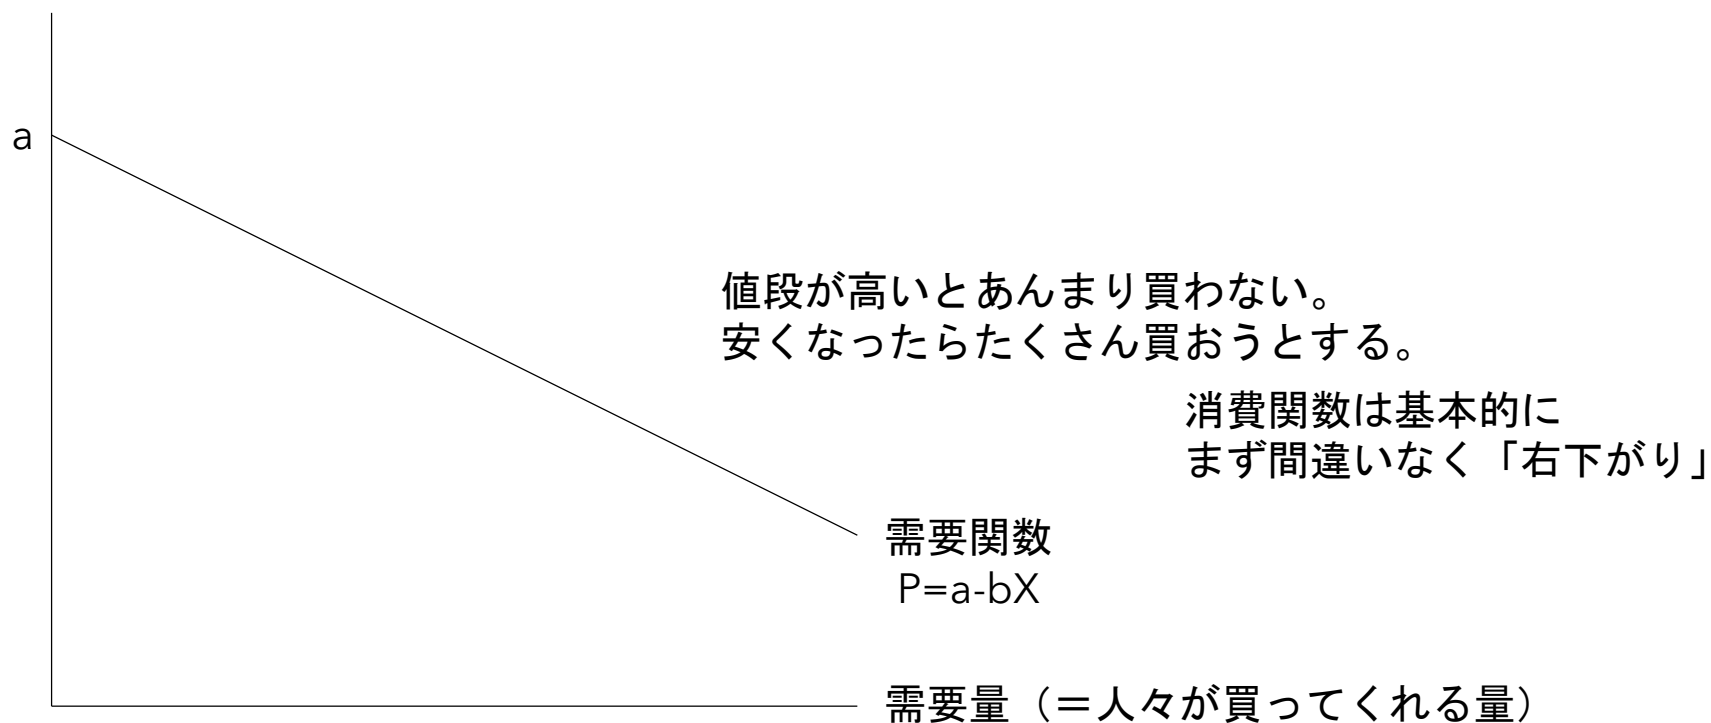 a
値段が高いとあんまり買わない。
安くなったらたくさん買おうとする。
消費関数は基本的に
まず間違いなく「右下がり」
需要関数
P=a-bX
需要量（＝人々が買ってくれる量）